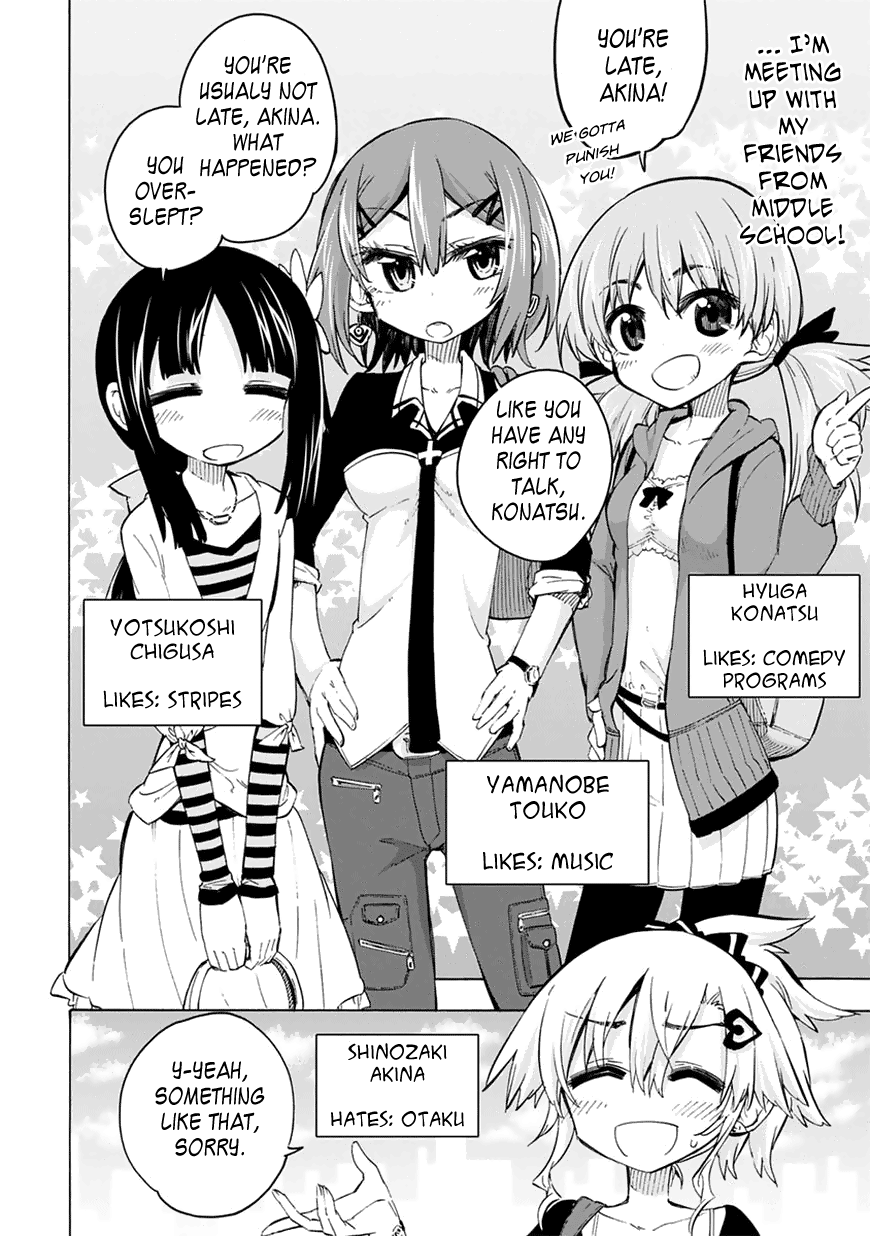 ... I'M
MEETING
UP WITH
MY
FRIENDS
FROM
MIDDLE
SCHOOL!
YOU'RE
LATE,
AKINA!
WE GOTTA
PUNISH
YOU!
YOU'RE
USUALY NOT
LATE, AKINA.
WHAT
HAPPENED?
YOU
OVER-
SLEPT?
LIKE YOU
HAVE ANY
RIGHT TO
TALK,
KONATSU.
HYUGA
KONATSU
LIKES: COMEDY
PROGRAMS
YOTSUKOSHI
CHIGUSA
LIKES: STRIPES
YAMANOBE
TOUKO
LIKES: MUSIC
SHINOZAKI
AKINA
HATES: OTAKU
Y-YEAH,
SOMETHING
LIKE THAT,
SORRY.